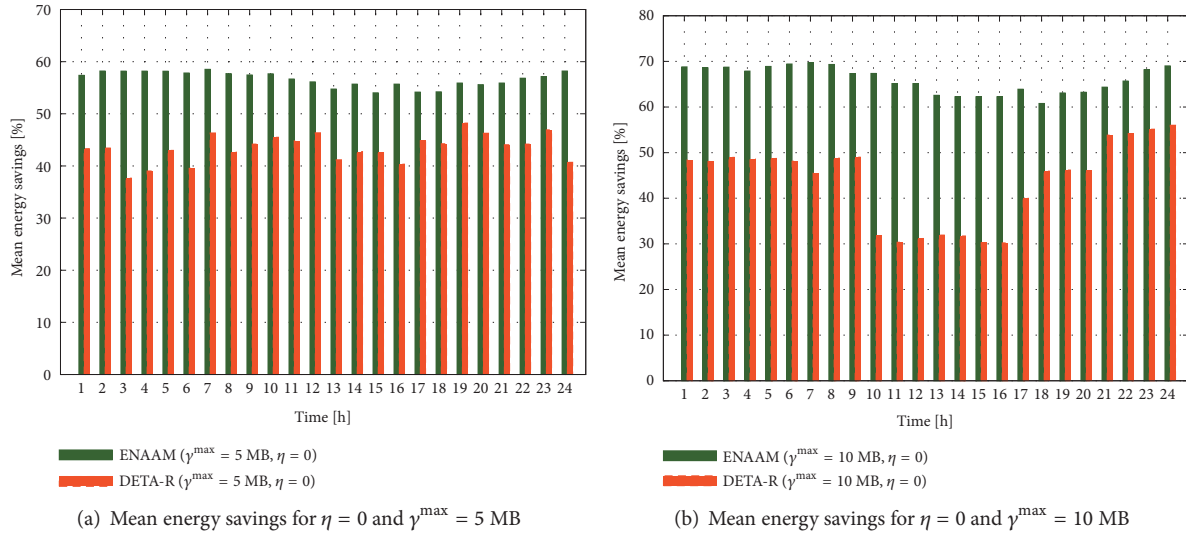 70
60
50
40
30
20
10
0
Mean energy savings [%]
1 2 3 4 5 6 7 8 9 10 11 12 13 14 15 16 17 18 19 20 21 22 23 24
Time [h]
ENAAM (γ^max = 5 MB, η = 0)
DETA-R (γ^max = 5 MB, η = 0)
(a) Mean energy savings for η = 0 and γ^max = 5 MB
80
70
60
50
40
30
20
10
0
Mean energy savings [%]
1 2 3 4 5 6 7 8 9 10 11 12 13 14 15 16 17 18 19 20 21 22 23 24
Time [h]
ENAAM (γ^max = 10 MB, η = 0)
DETA-R (γ^max = 10 MB, η = 0)
(b) Mean energy savings for η = 0 and γ^max = 10 MB